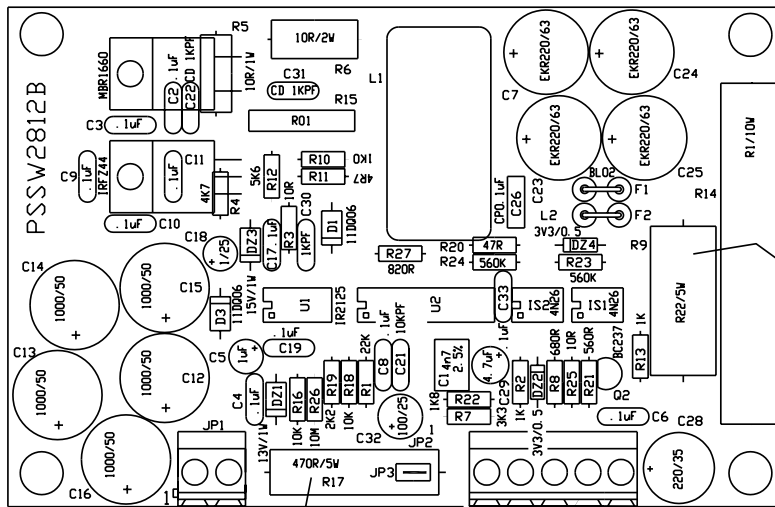 PSSW2812B
MBR1660
R5
10R/1W
.1uF
C2
CD 1KPF
C22
C3
.1uF
10R/2W
R6
C31
CD 1KPF
R15
R01
L1
EKR220/63
C7
EKR220/63
C24
EKR220/63
C23
EKR220/63
C25
R1/10W
R14
C9
.1uF
IRFZ44
C11
.1uF
4K7
R4
.1uF
C10
5K6
R12
R10
1K0
R11
4R7
10R
R3
C30
1KPF
D1
11DQ06
C18
1/25
DZ3
15V/1W
C17
.1uF
CP0.1uF
C26
BL02
F1
L2
F2
3V3/0.5
DZ4
R20
47R
R24
560K
R23
560K
R27
820R
R9
R22/5W
C14
1000/50
C15
1000/50
C13
1000/50
C12
1000/50
C16
1000/50
D3
11DQ06
U1
IR2125
U2
C33
.1uF
IS2
4N26
IS1
4N26
.1uF
C19
C5
1uF
C4
.1uF
DZ1
13V/1W
R16
10K
R26
10M
R19
2K2
R18
10K
R1
22K
C8
.1uF
C21
10KPF
C1
4n7
2.5%
4.7uF
C29
R22
1K8
R7
3K3
R2
1K
DZ2
3V3/0.5
R8
680R
R25
10R
R21
560R
BC237
Q2
R13
1K
.1uF
C6
C28
220/35
C32
100/25
JP1
1
JP2
1
JP3
470R/5W
R17